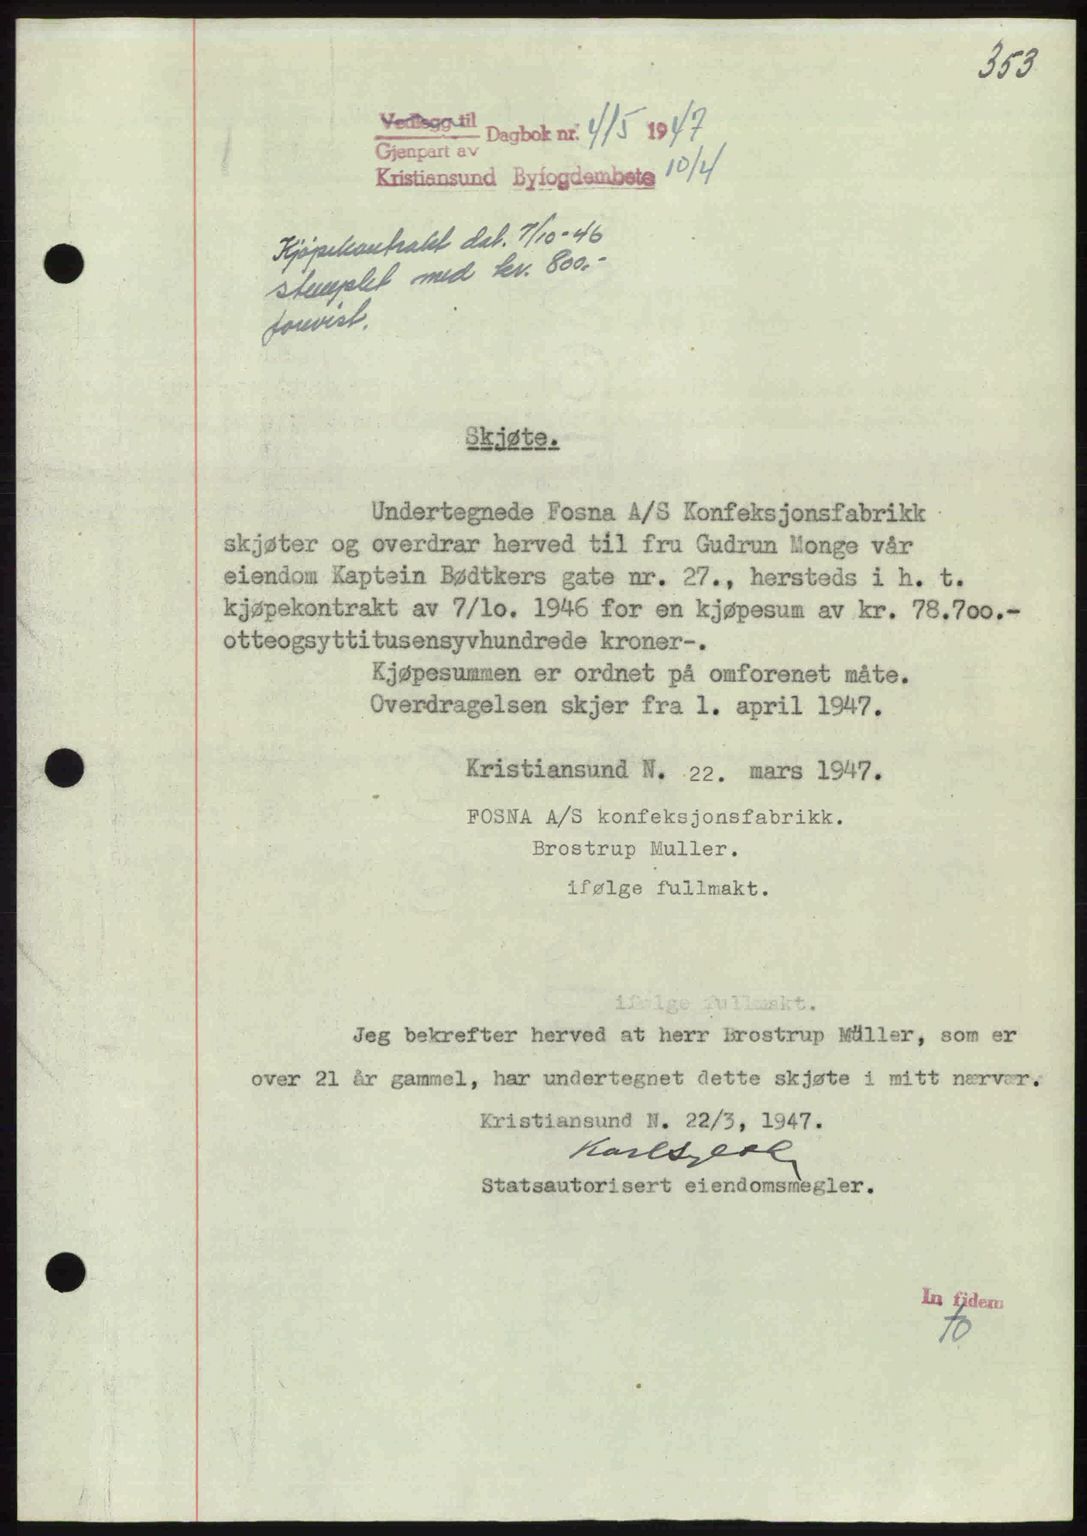 353
Vedlegg til
Gjenpart av
Dagbok nr. 415 1947
Kristiansund Byfogdembete 10/4
Kjøpekontrakt dat. 7/10-46
stemplet med kr. 800.-
forevist.
Skjøte.
Undertegnede Fosna A/S Konfeksjonsfabrikk
skjøter og overdrar herved til fru Gudrun Monge vår
eiendom Kaptein Bødtkers gate nr. 27., hersteds i h. t.
kjøpekontrakt av 7/lo. 1946 for en kjøpesum av kr. 78.7oo.-
otteogsyttitusensyvhundrede kroner-.
Kjøpesummen er ordnet på omforenet måte.
Overdragelsen skjer fra 1. april 1947.
Kristiansund N. 22. mars 1947.
FOSNA A/S konfeksjonsfabrikk.
Brostrup Muller.
ifølge fullmakt.
ifølge fullmakt.
Jeg bekrefter herved at herr Brostrup Müller, som er
over 21 år gammel, har undertegnet dette skjøte i mitt nærvær.
Kristiansund N. 22/3, 1947.
Statsautorisert eiendomsmegler.
In fidem